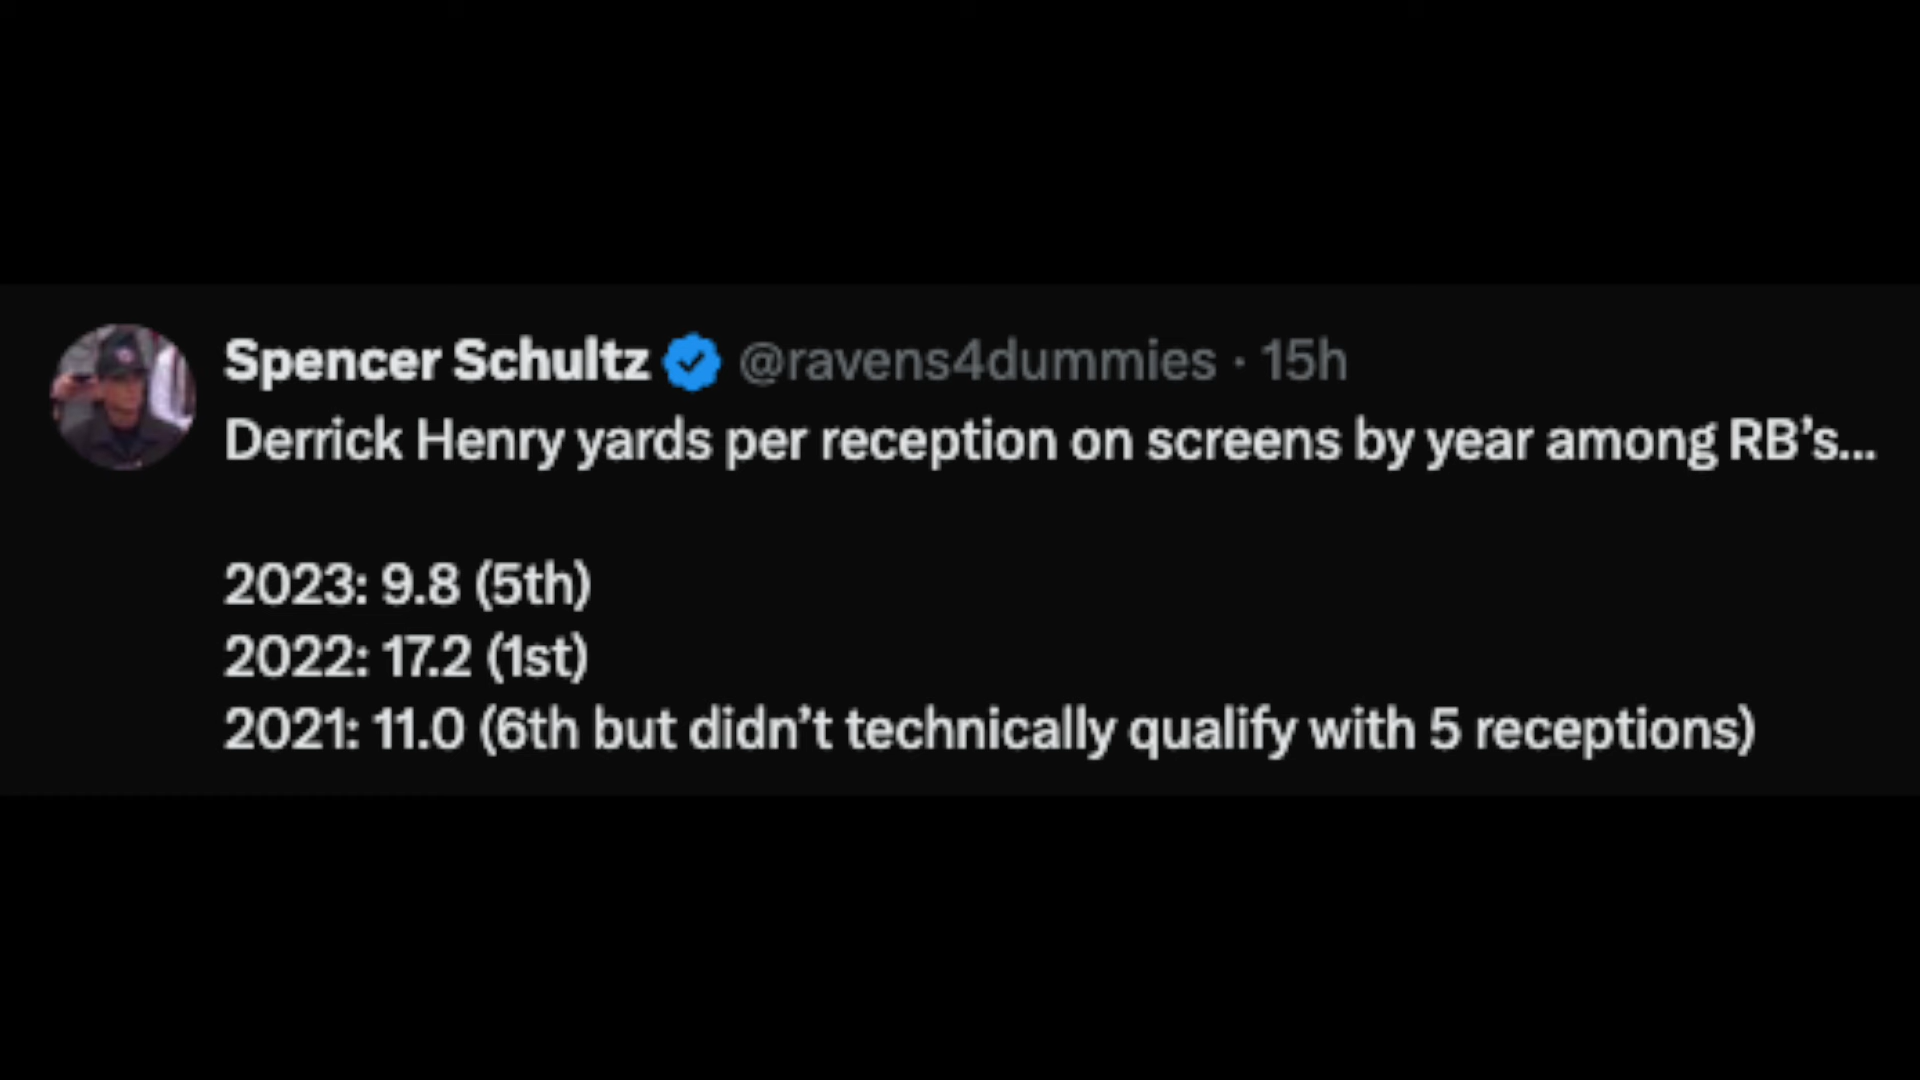 Spencer Schultz @ravens4dummies · 15h
Derrick Henry yards per reception on screens by year among RB’s...
2023: 9.8 (5th)
2022: 17.2 (1st)
2021: 11.0 (6th but didn’t technically qualify with 5 receptions)